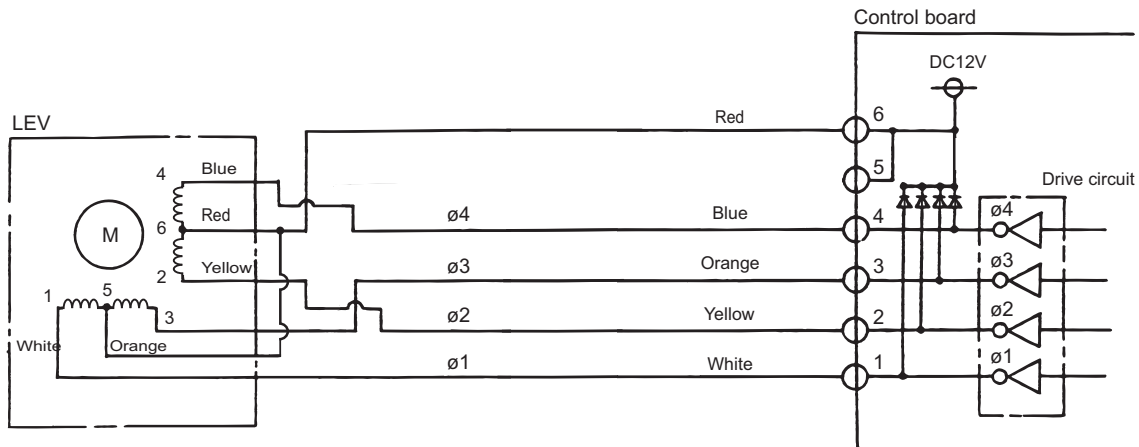 Control board
DC12V
LEV
Red
6
5
Drive circuit
4
Blue
Red
6
Yellow
2
ø4
Blue
4
ø4
ø3
Orange
3
ø3
1
5
3
ø2
Yellow
2
ø2
White
Orange
ø1
White
1
ø1
M